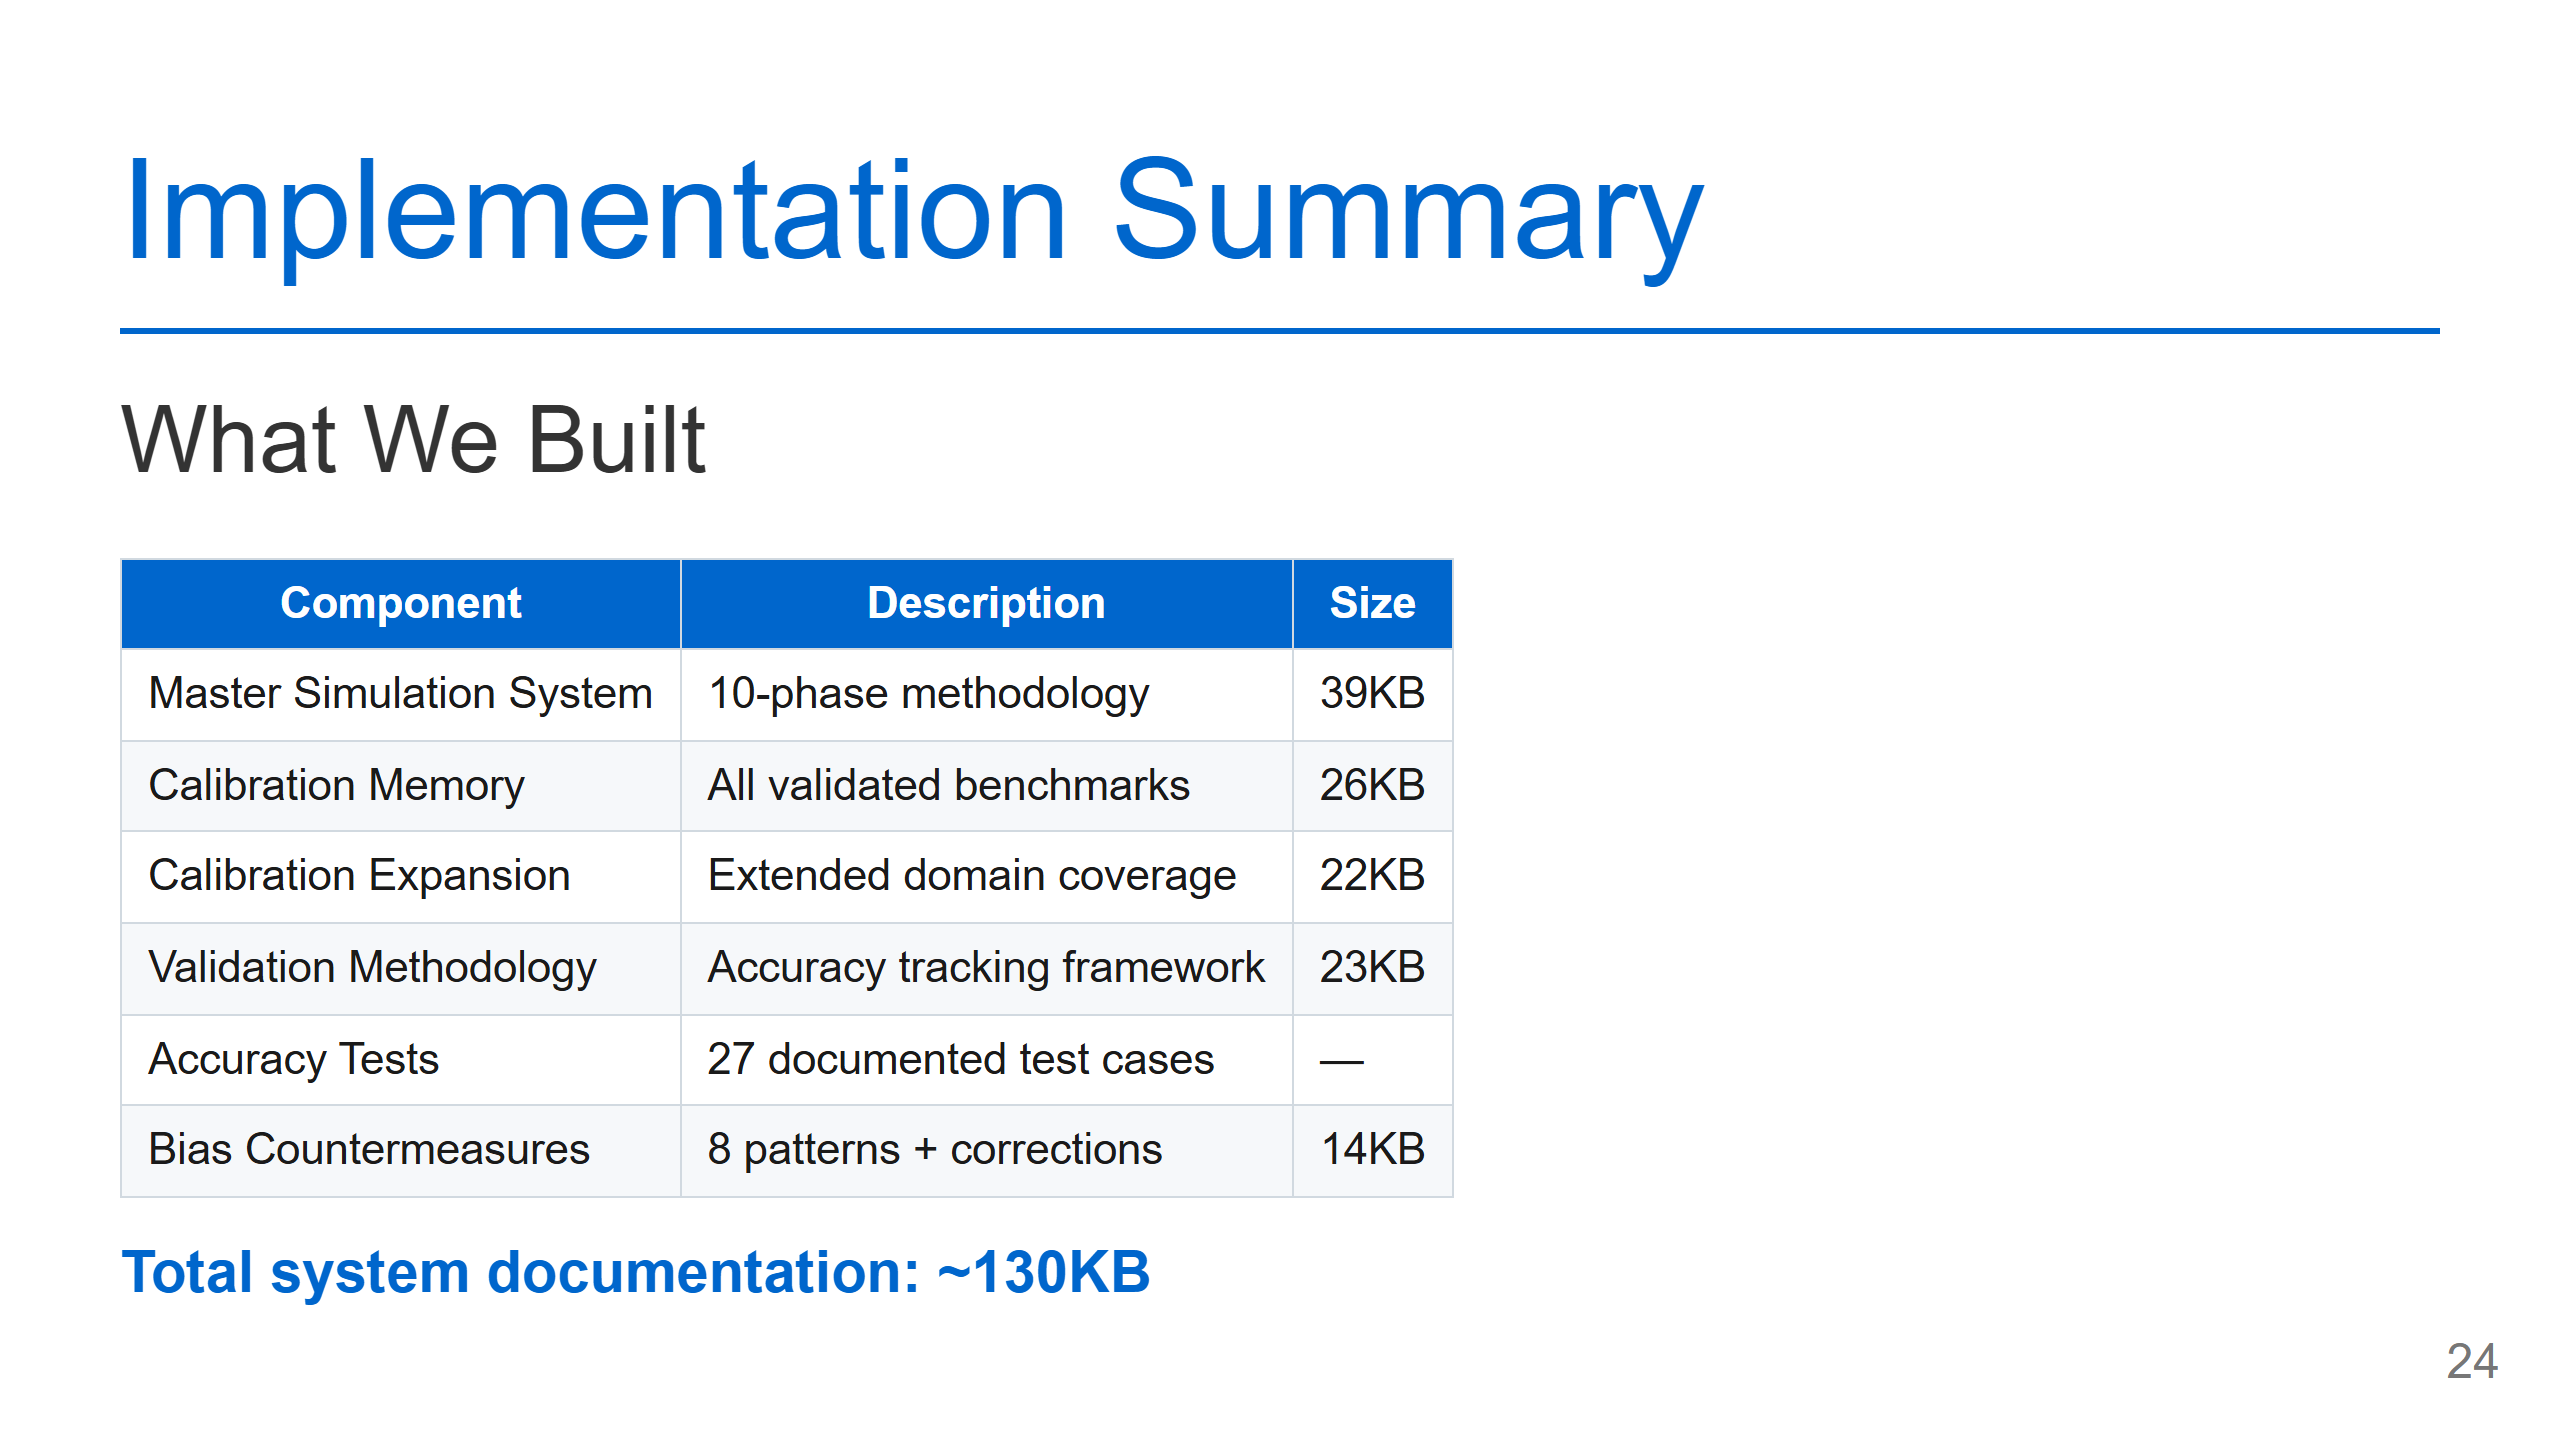 Implementation Summary
What We Built
Component Description Size
Master Simulation System 10-phase methodology 39KB
Calibration Memory All validated benchmarks 26KB
Calibration Expansion Extended domain coverage 22KB
Validation Methodology Accuracy tracking framework 23KB
Accuracy Tests 27 documented test cases —
Bias Countermeasures 8 patterns + corrections 14KB
Total system documentation: ~130KB
24